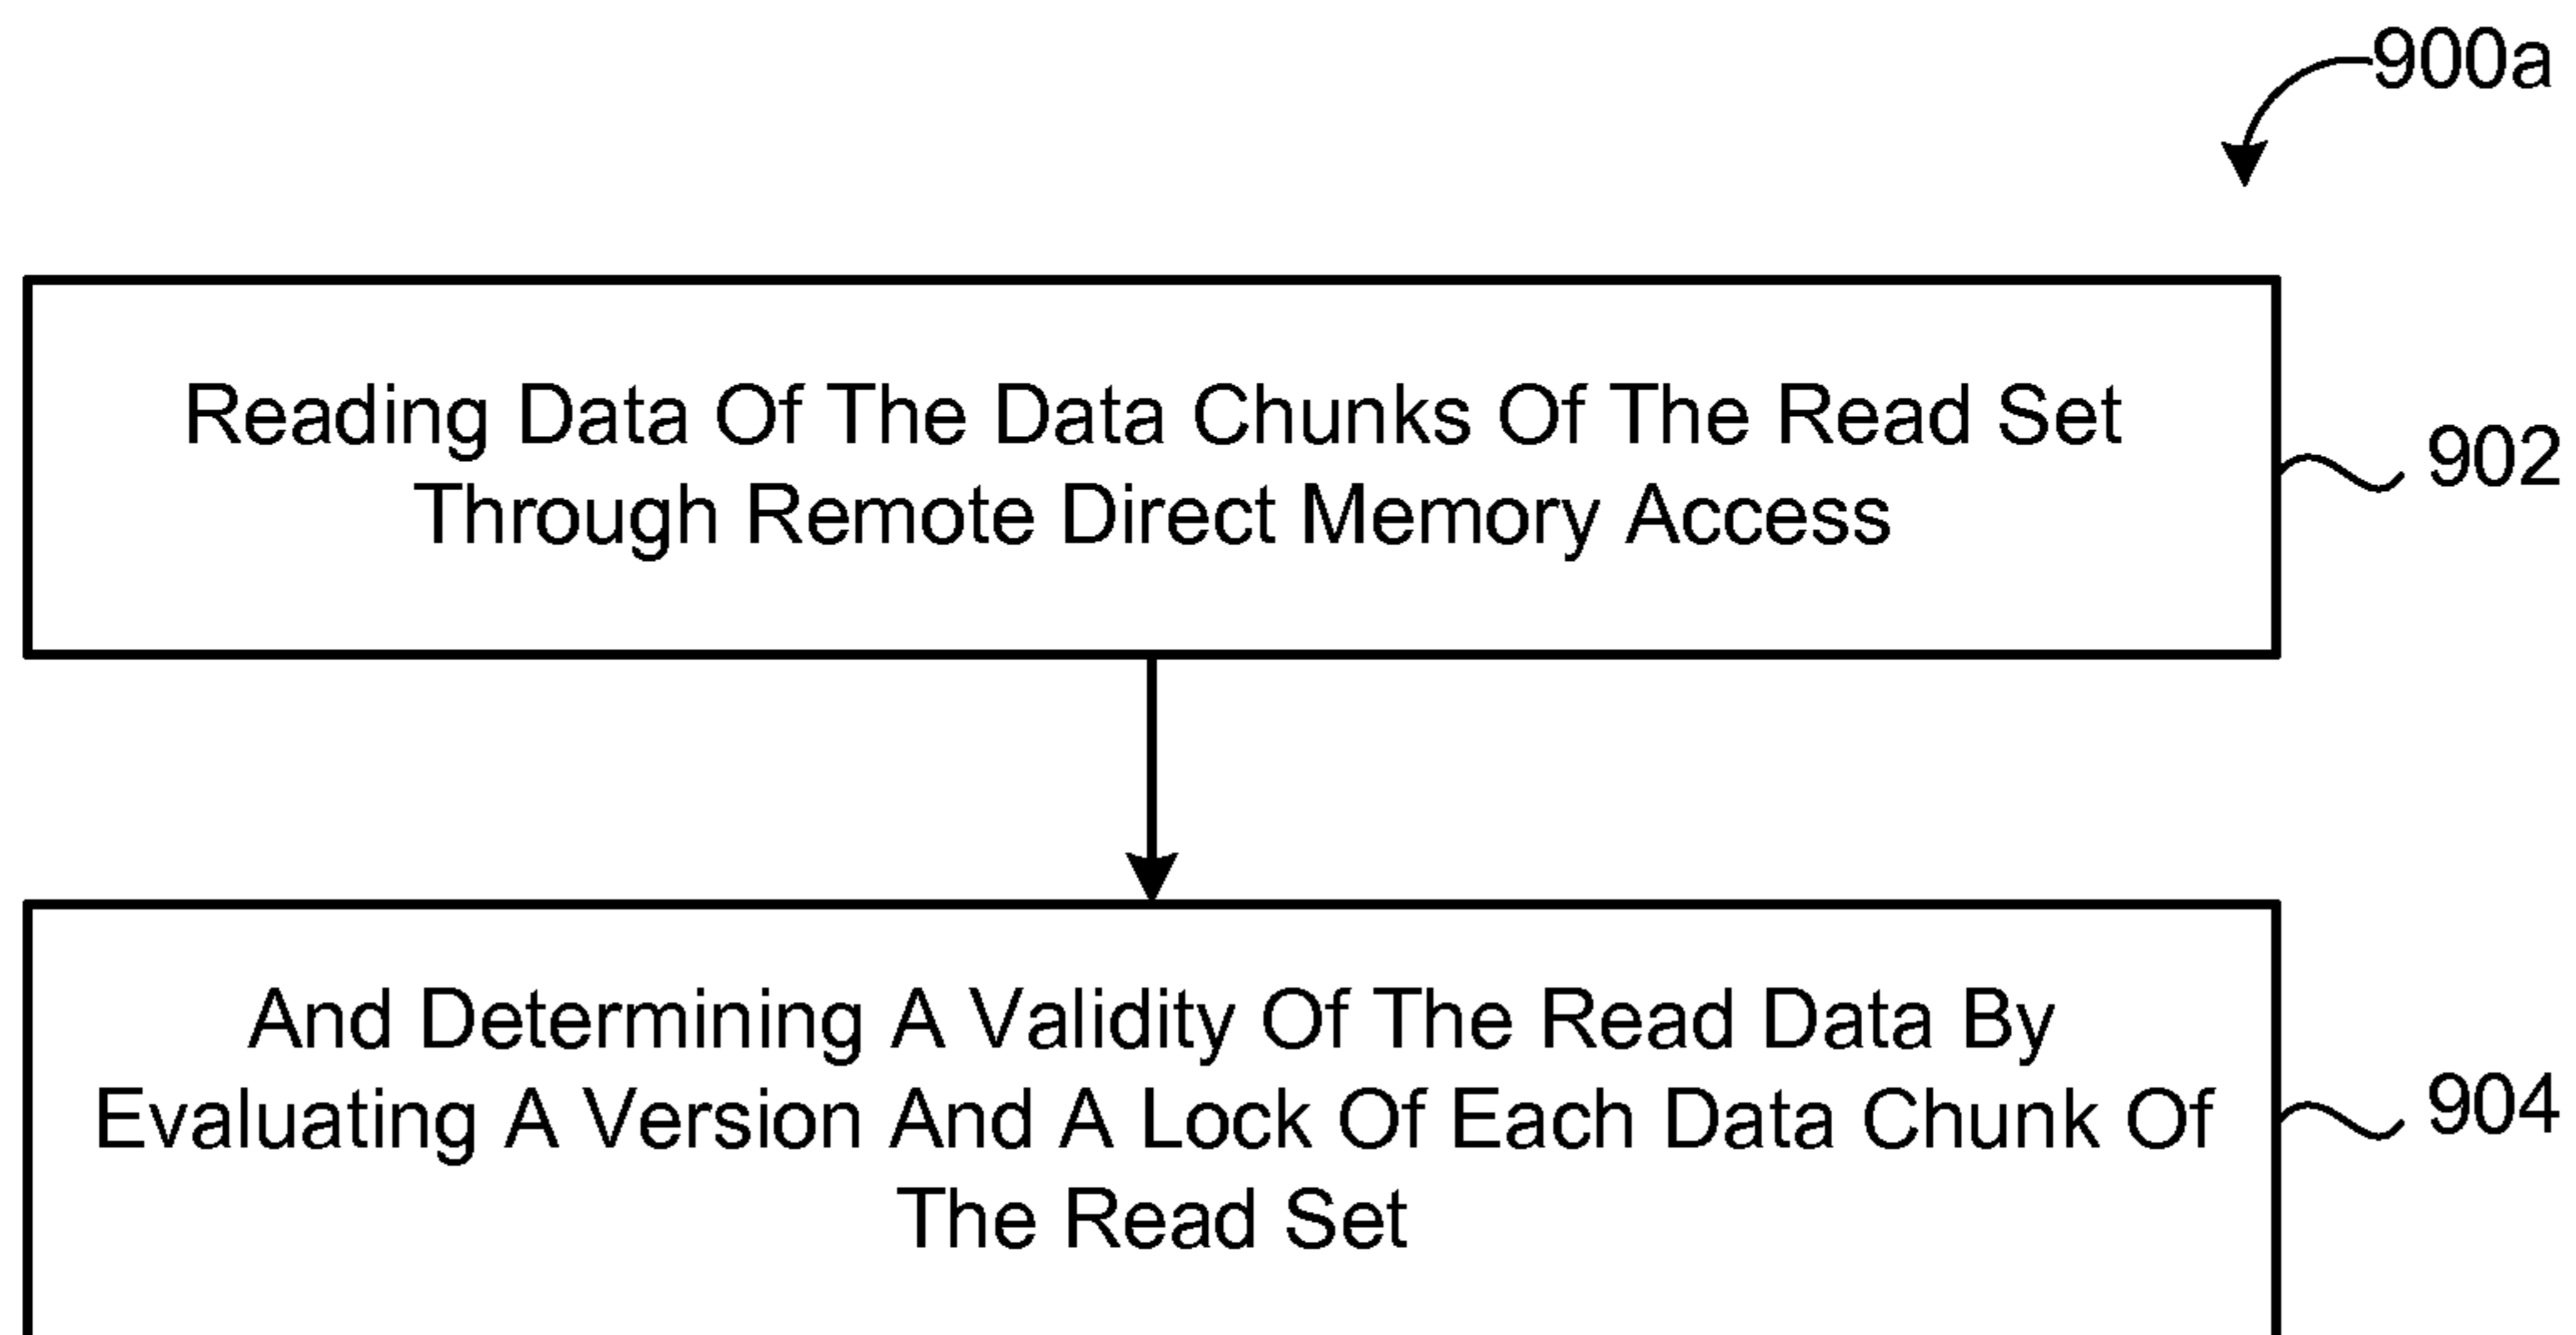 900a
Reading Data Of The Data Chunks Of The Read Set
Through Remote Direct Memory Access
902
And Determining A Validity Of The Read Data By
Evaluating A Version And A Lock Of Each Data Chunk Of
The Read Set
904